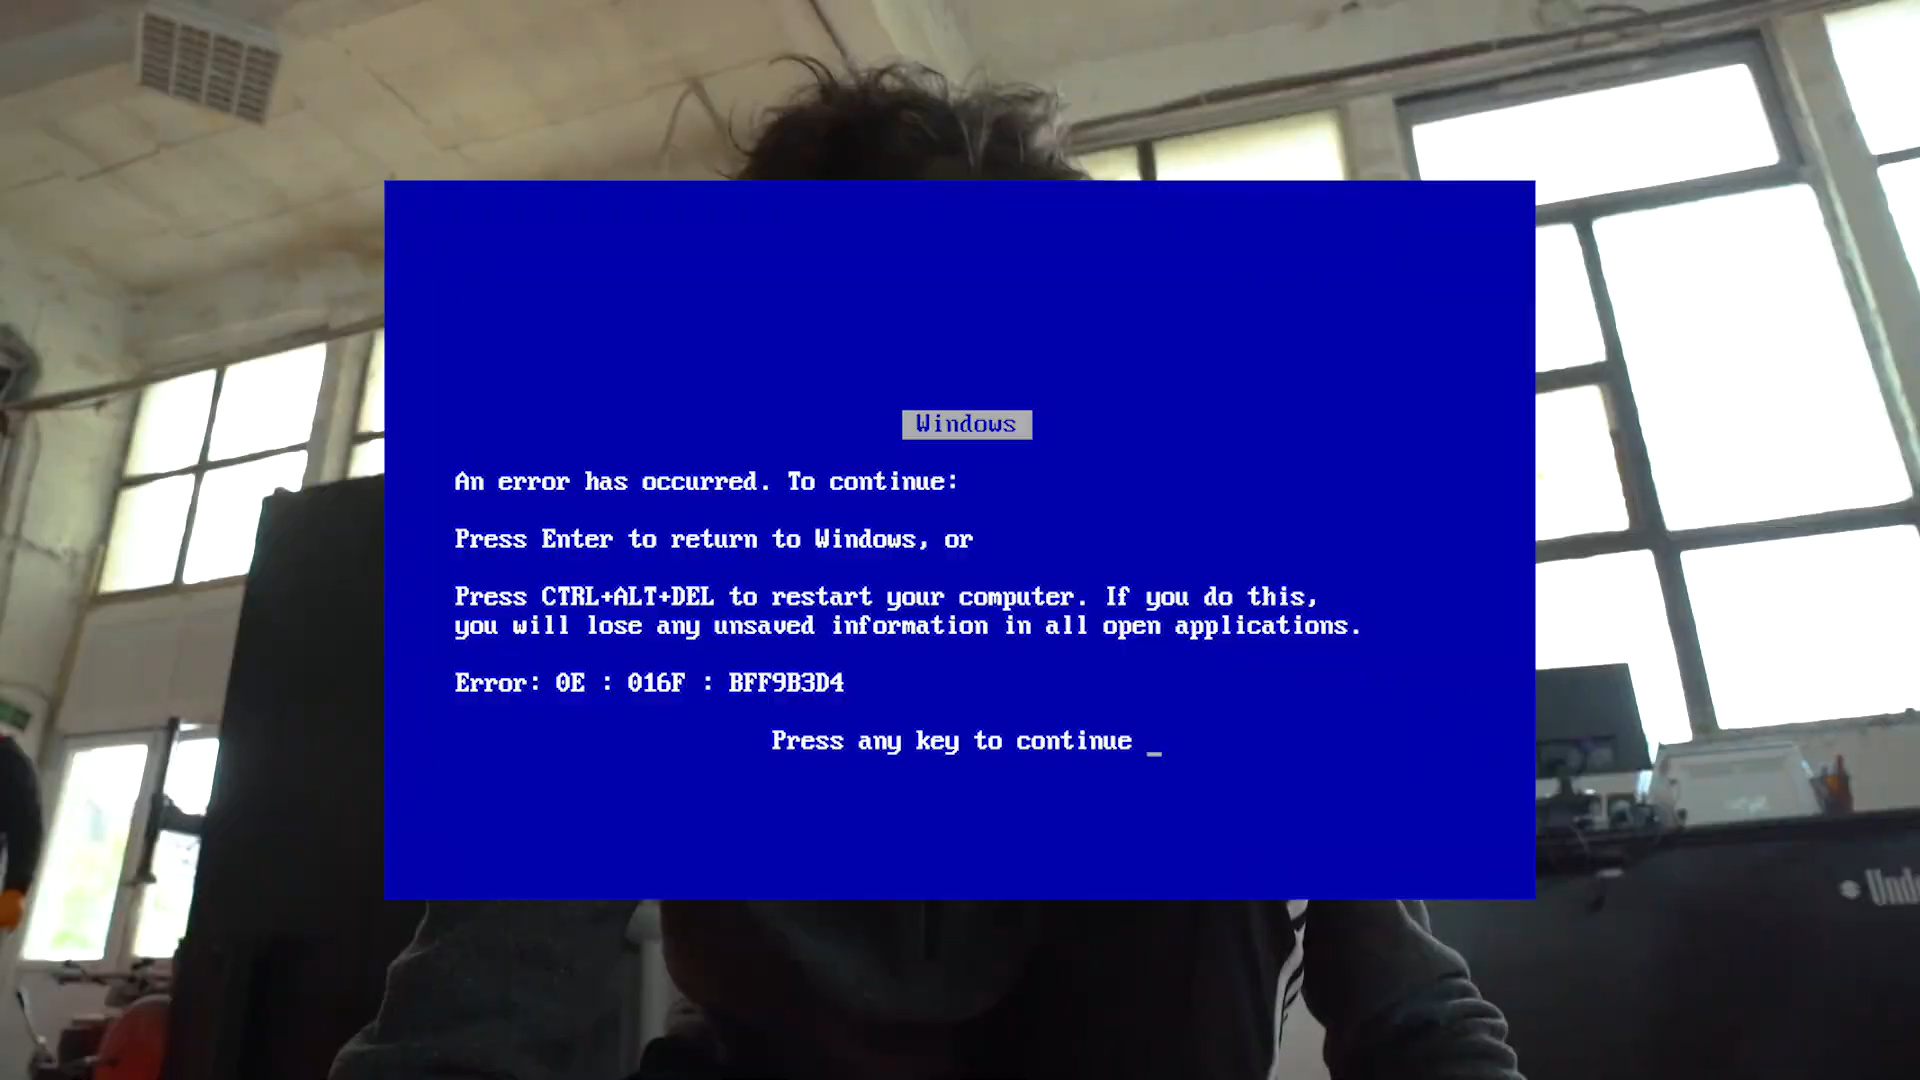 Windows
An error has occurred. To continue:
Press Enter to return to Windows, or
Press CTRL+ALT+DEL to restart your computer. If you do this,
you will lose any unsaved information in all open applications.
Error: 0E : 016F : BFF9B3D4
Press any key to continue _